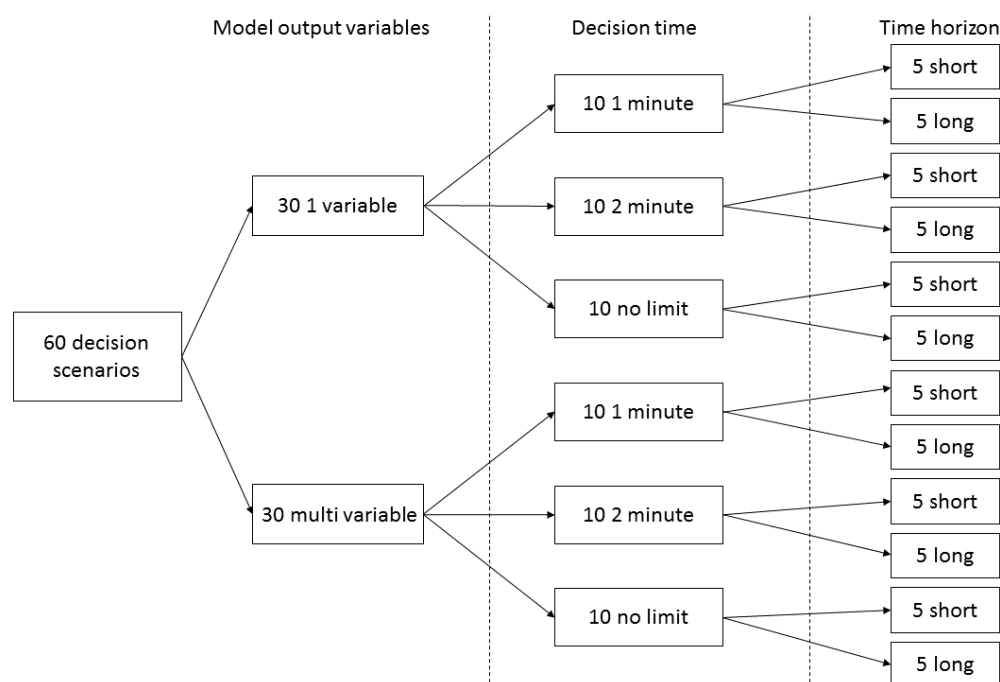 Model output variables
Decision time
Time horizon
60 decision
scenarios
30 1 variable
30 multi variable
10 1 minute
10 2 minute
10 no limit
10 1 minute
10 2 minute
10 no limit
5 short
5 long
5 short
5 long
5 short
5 long
5 short
5 long
5 short
5 long
5 short
5 long